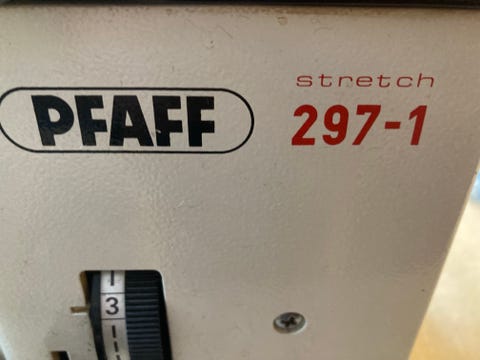 stretch
PFAFF 297-1
3